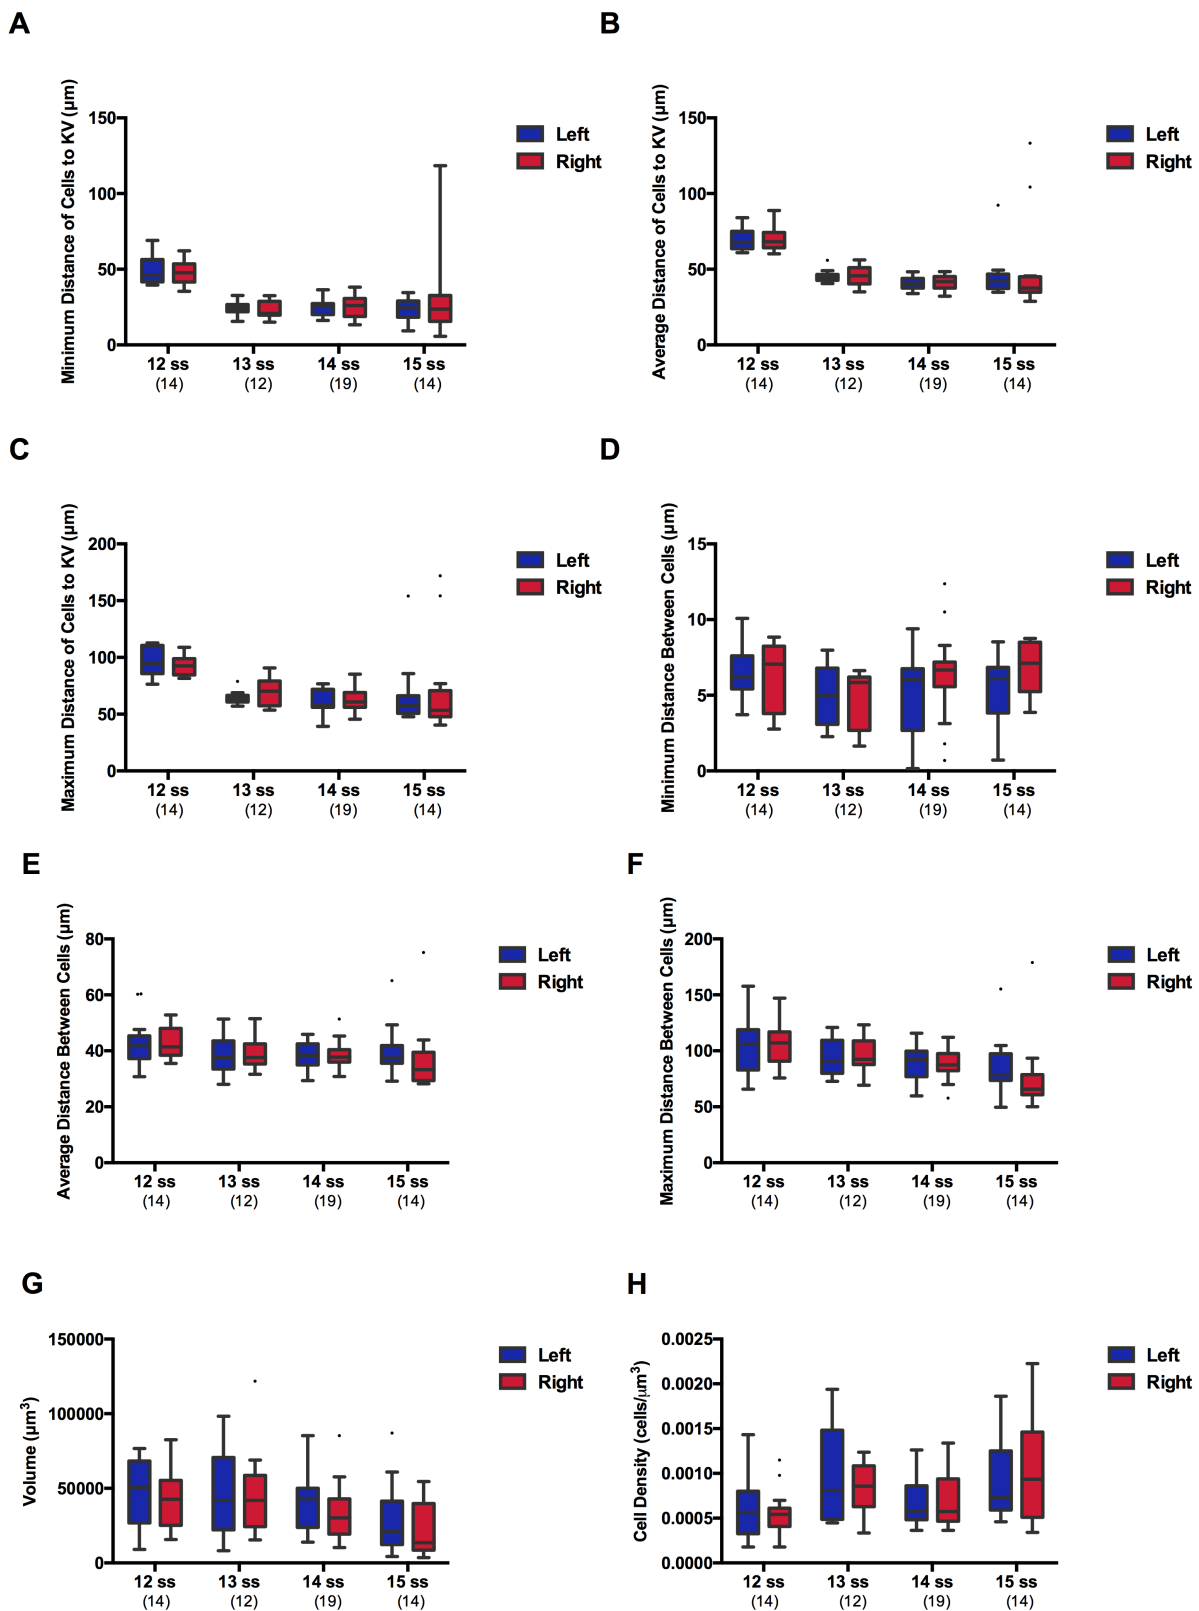 A
Minimum Distance of Cells to KV (μm)
150
100
50
0
12 ss
13 ss
14 ss
15 ss
(14)
(12)
(19)
(14)
Left
Right
B
Average Distance of Cells to KV (μm)
150
100
50
0
12 ss
13 ss
14 ss
15 ss
(14)
(12)
(19)
(14)
Left
Right
C
Maximum Distance of Cells to KV (μm)
200
150
100
50
0
12 ss
13 ss
14 ss
15 ss
(14)
(12)
(19)
(14)
Left
Right
D
Minimum Distance Between Cells (μm)
15
10
5
0
12 ss
13 ss
14 ss
15 ss
(14)
(12)
(19)
(14)
Left
Right
E
Average Distance Between Cells (μm)
80
60
40
20
0
12 ss
13 ss
14 ss
15 ss
(14)
(12)
(19)
(14)
Left
Right
F
Maximum Distance Between Cells (μm)
200
150
100
50
0
12 ss
13 ss
14 ss
15 ss
(14)
(12)
(19)
(14)
Left
Right
G
Volume (μm³)
150000
100000
50000
0
12 ss
13 ss
14 ss
15 ss
(14)
(12)
(19)
(14)
Left
Right
H
Cell Density (cells/μm³)
0.0025
0.0020
0.0015
0.0010
0.0005
0.0000
12 ss
13 ss
14 ss
15 ss
(14)
(12)
(19)
(14)
Left
Right